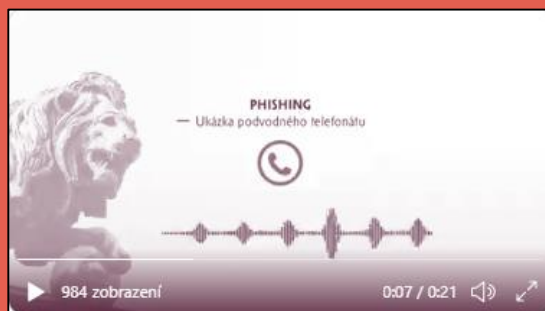 PHISHING
— Ukázka podvodného telefonátu
984 zobrazení
0:07 / 0:21